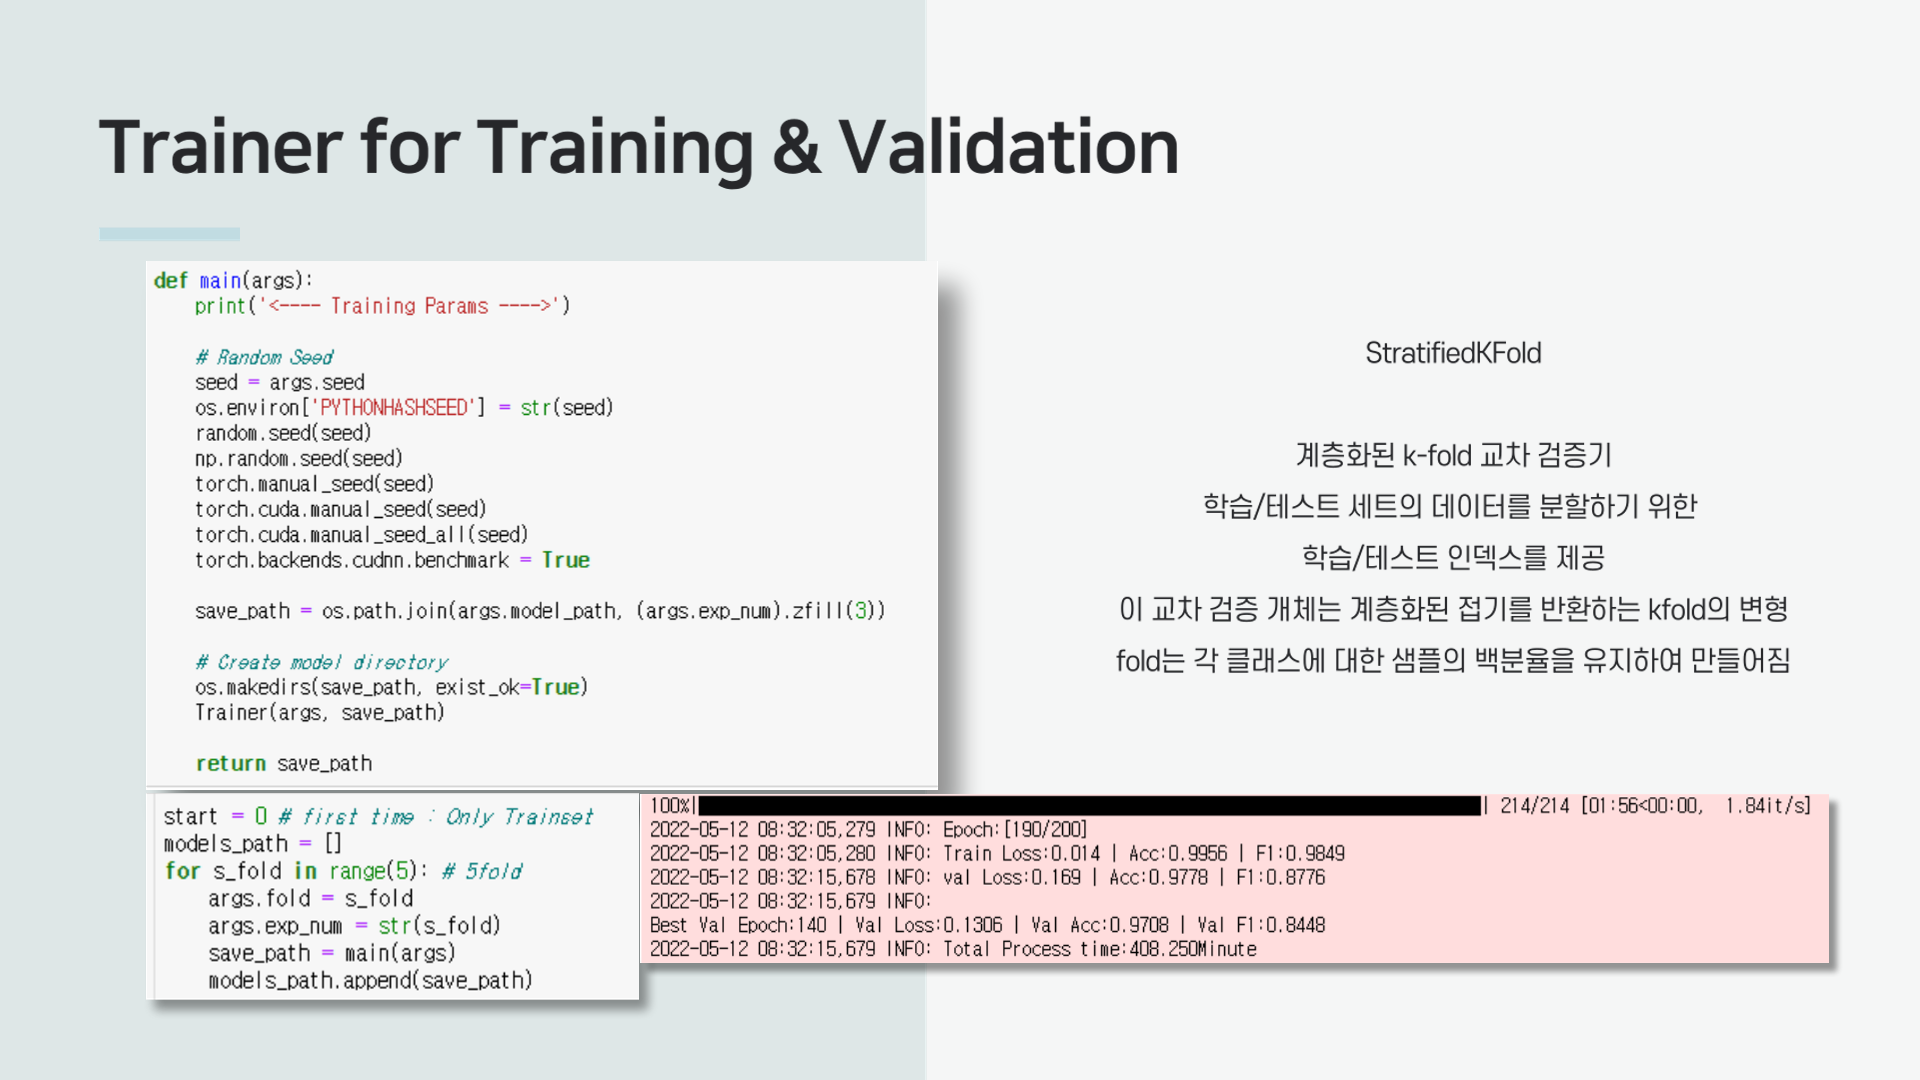 Trainer for Training & Validation
def main(args):
    print('<---- Training Params ---->')
    # Random Seed
    seed = args.seed
    os.environ['PYTHONHASHSEED'] = str(seed)
    random.seed(seed)
    np.random.seed(seed)
    torch.manual_seed(seed)
    torch.cuda.manual_seed(seed)
    torch.cuda.manual_seed_all(seed)
    torch.backends.cudnn.benchmark = True
    save_path = os.path.join(args.model_path, (args.exp_num).zfill(3))
    # Create model directory
    os.makedirs(save_path, exist_ok=True)
    Trainer(args, save_path)
    return save_path
StratifiedKFold
계층화된 k-fold 교차 검증기
학습/테스트 세트의 데이터를 분할하기 위한
학습/테스트 인덱스를 제공
이 교차 검증 개체는 계층화된 접기를 반환하는 kfold의 변형
fold는 각 클래스에 대한 샘플의 백분율을 유지하여 만들어짐
start = 0 # first time : Only Trainset
models_path = []
for s_fold in range(5): # 5fold
    args.fold = s_fold
    args.exp_num = str(s_fold)
    save_path = main(args)
    models_path.append(save_path)
100%| | 214/214 [01:56<00:00, 1.84it/s]
2022-05-12 08:32:05,279 INFO: Epoch:[190/200]
2022-05-12 08:32:05,280 INFO: Train Loss:0.014 | Acc:0.9956 | F1:0.9849
2022-05-12 08:32:15,678 INFO: val Loss:0.169 | Acc:0.9778 | F1:0.8776
2022-05-12 08:32:15,679 INFO:
Best Val Epoch:140 | Val Loss:0.1306 | Val Acc:0.9708 | Val F1:0.8448
2022-05-12 08:32:15,679 INFO: Total Process time:408.250Minute